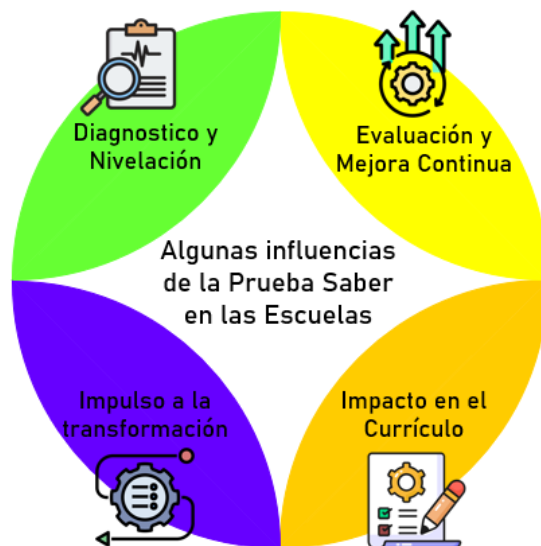 Diagnostico y
Nivelación
Evaluación y
Mejora Continua
Algunas influencias
de la Prueba Saber
en las Escuelas
Impulso a la
transformación
Impacto en el
Currículo